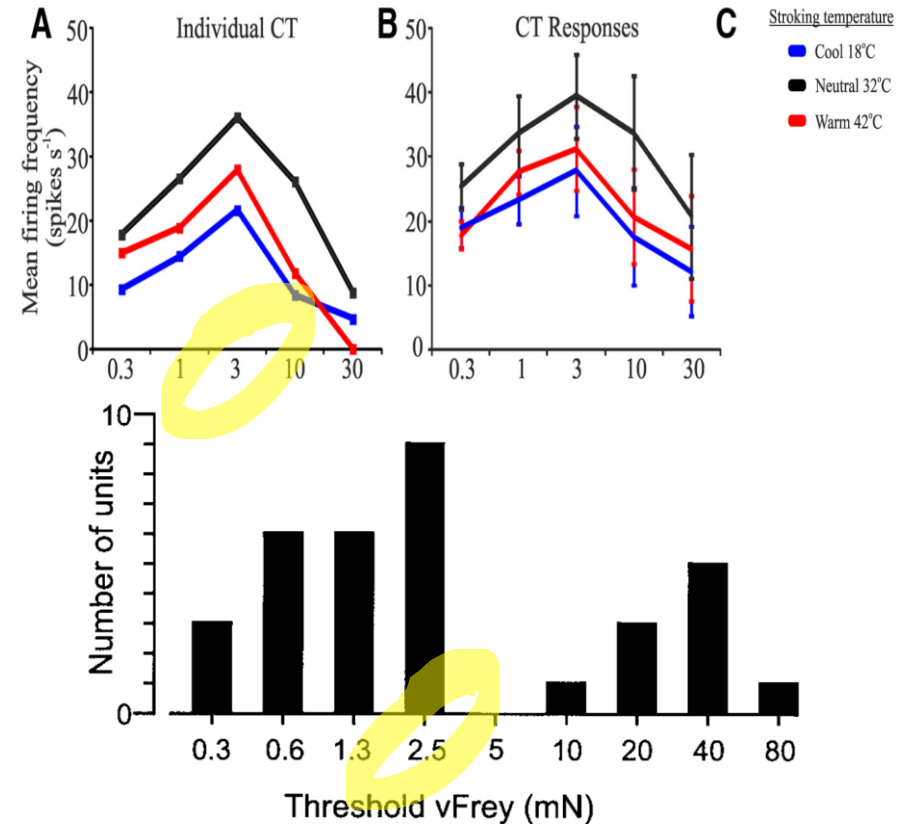 A
Individual CT
B
CT Responses
C
Stroking temperature
Cool 18°C
Neutral 32°C
Warm 42°C
Mean firing frequency
(spikes s⁻¹)
50
40
30
20
10
0
0.3 1 3 10 30
50
40
30
20
10
0
0.3 1 3 10 30
Number of units
10
0
0.3 0.6 1.3 2.5 5 10 20 40 80
Threshold vFrey (mN)